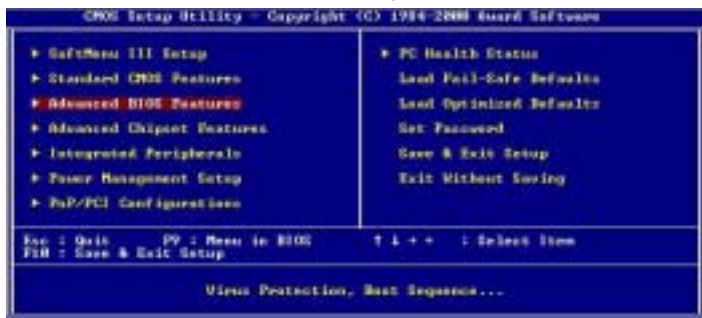 CMOS Setup Utility - Copyright (C) 1984-2000 Award Software
SoftMenu III Setup
Standard CMOS Features
Advanced BIOS Features
Advanced Chipset Features
Integrated Peripherals
Power Management Setup
PnP/PCI Configurations
PC Health Status
Load Fail-Safe Defaults
Load Optimized Defaults
Set Password
Save & Exit Setup
Exit Without Saving
Esc : Quit F9 : Menu in BIOS ↑ ↓ → ← : Select Item
F10 : Save & Exit Setup
Virus Protection, Boot Sequence...